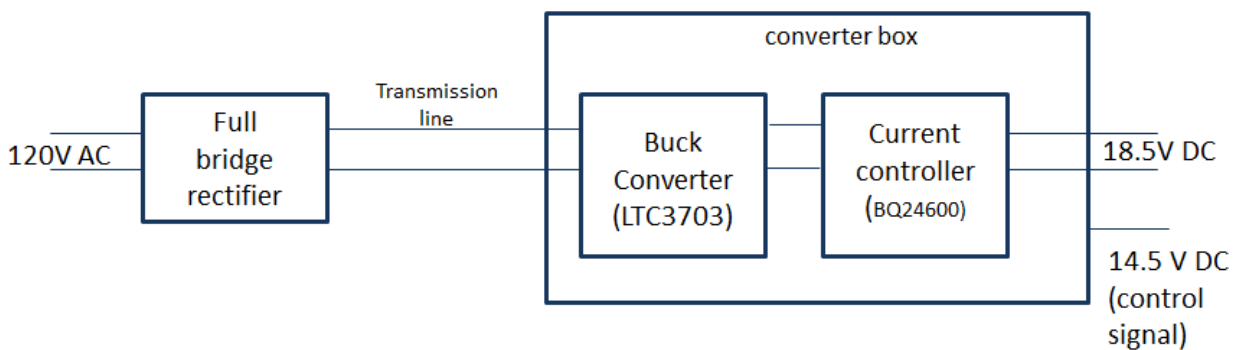 converter box
Transmission
line
Full
bridge
rectifier
120V AC
Buck
Converter
(LTC3703)
Current
controller
(BQ24600)
18.5V DC
14.5 V DC
(control
signal)